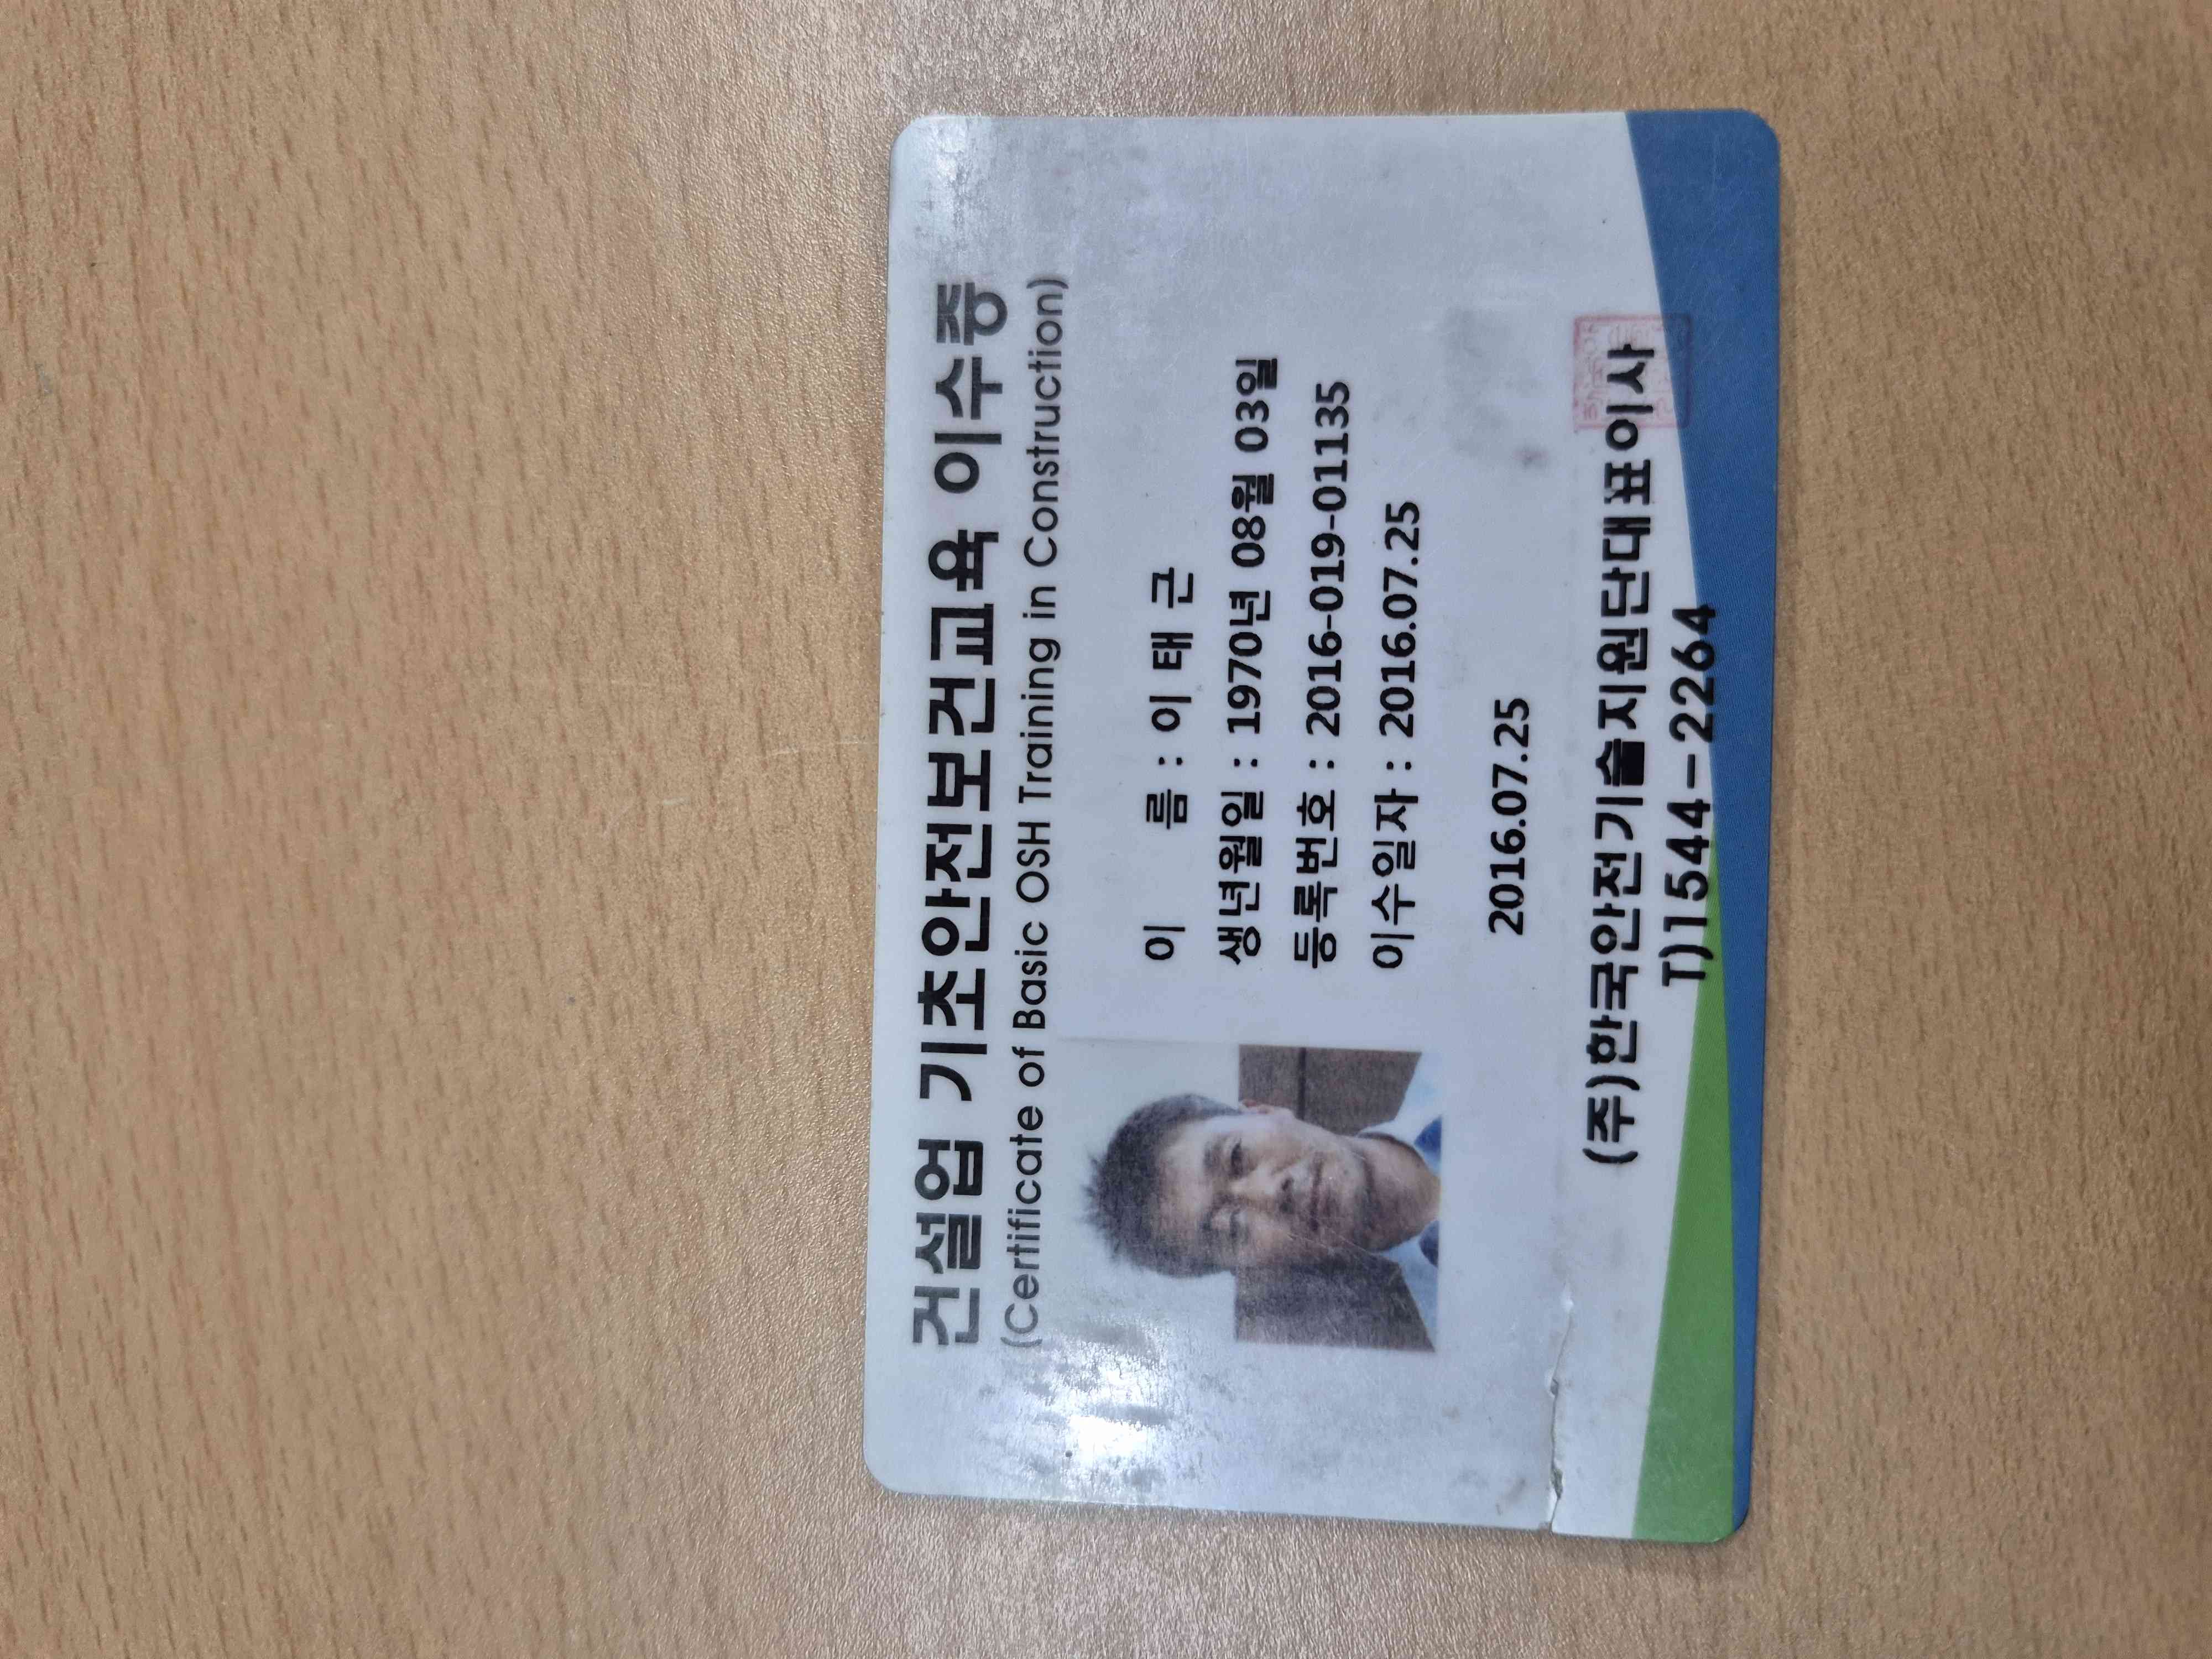 건설업 기초안전보건교육 이수증
(Certificate of Basic OSH Training in Construction)
이 름 : 이 태 근
생년월일 : 1970년 08월 03일
등록번호 : 2016-019-01135
이수일자 : 2016.07.25
2016.07.25
(주)한국안전기술지원단대표이사
T)1544-2264